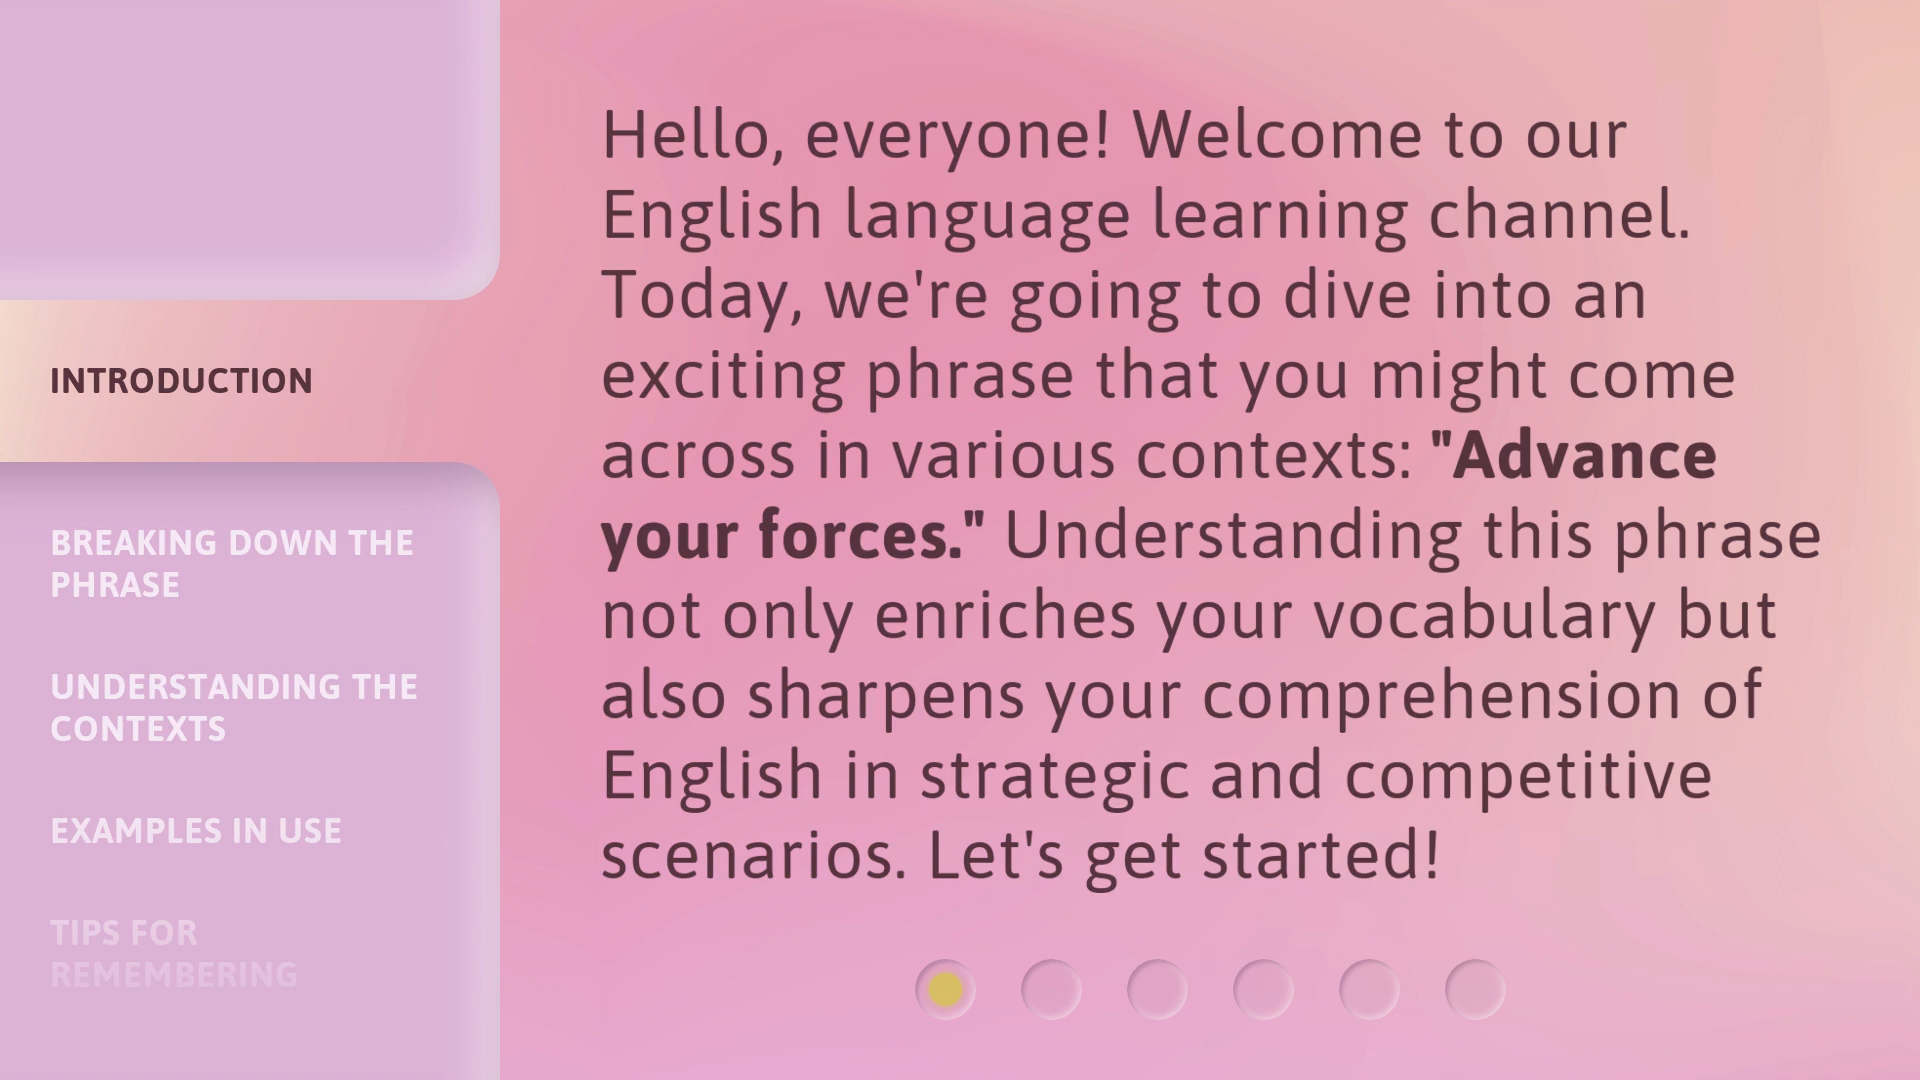 INTRODUCTION
BREAKING DOWN THE
PHRASE
UNDERSTANDING THE
CONTEXTS
EXAMPLES IN USE
TIPS FOR
REMEMBERING
Hello, everyone! Welcome to our
English language learning channel.
Today, we're going to dive into an
exciting phrase that you might come
across in various contexts: "Advance
your forces." Understanding this phrase
not only enriches your vocabulary but
also sharpens your comprehension of
English in strategic and competitive
scenarios. Let's get started!